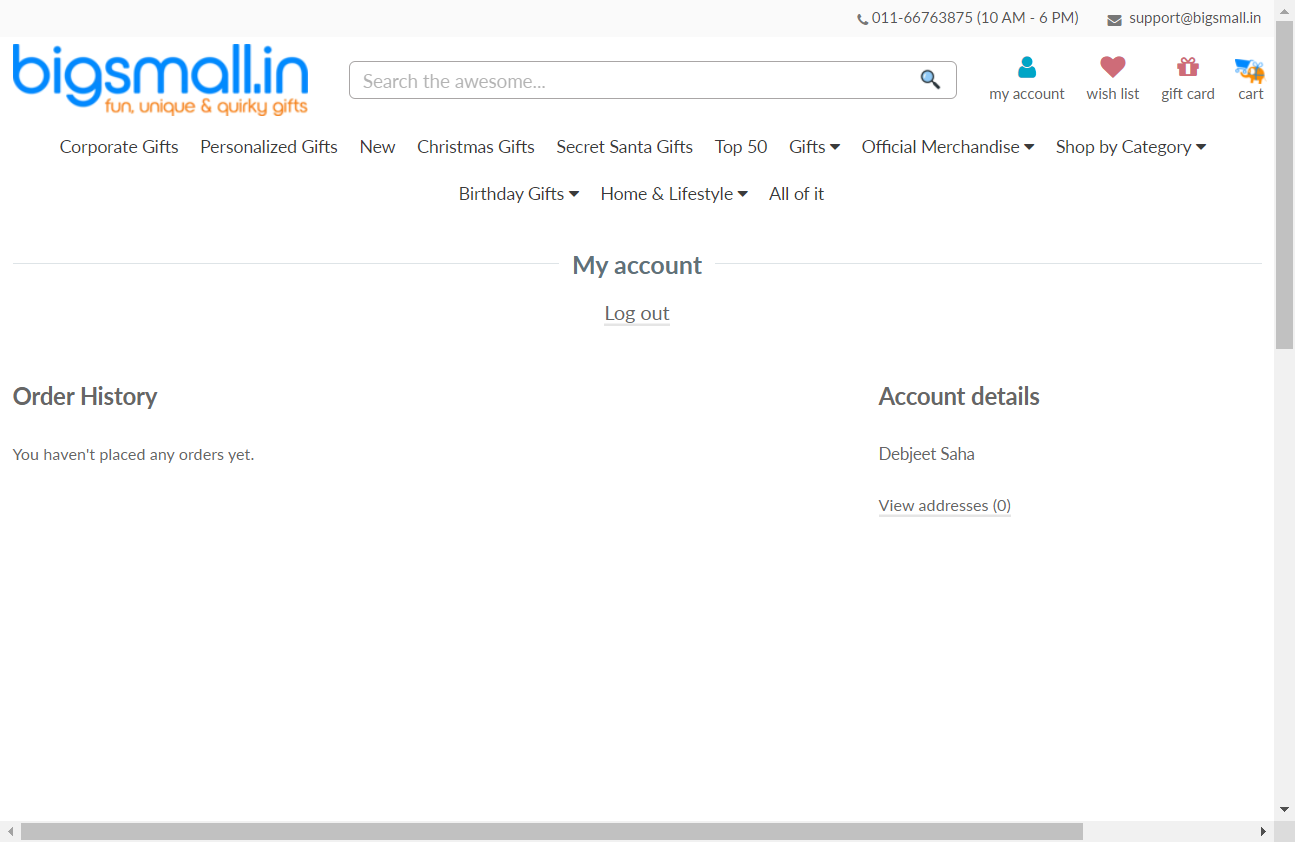 011-66763875 (10 AM - 6 PM) support@bigsmall.in
bigsmall.in
fun, unique & quirky gifts
Search the awesome...
my account wish list gift card cart
Corporate Gifts Personalized Gifts New Christmas Gifts Secret Santa Gifts Top 50 Gifts Official Merchandise Shop by Category
Birthday Gifts Home & Lifestyle All of it
My account
Log out
Order History
You haven't placed any orders yet.
Account details
Debjeet Saha
View addresses (0)